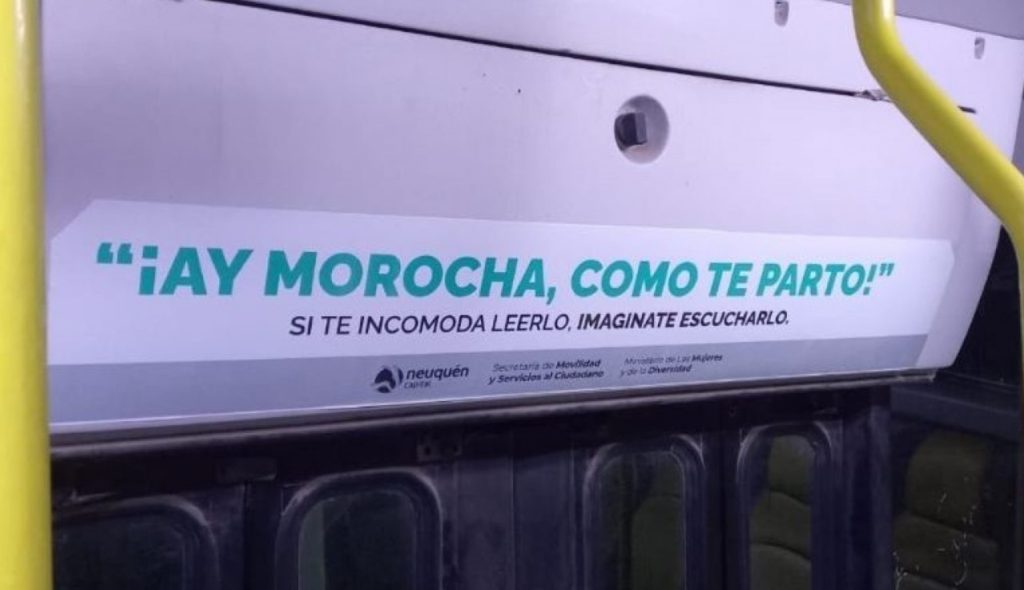 “¡AY MOROCHA, COMO TE PARTO!”
SI TE INCOMODA LEERLO, IMAGINATE ESCUCHARLO.
neuquén
CAPITAL
Secretaría de Movilidad
y Servicios al Ciudadano
Ministerio de Las Mujeres
y de la Diversidad